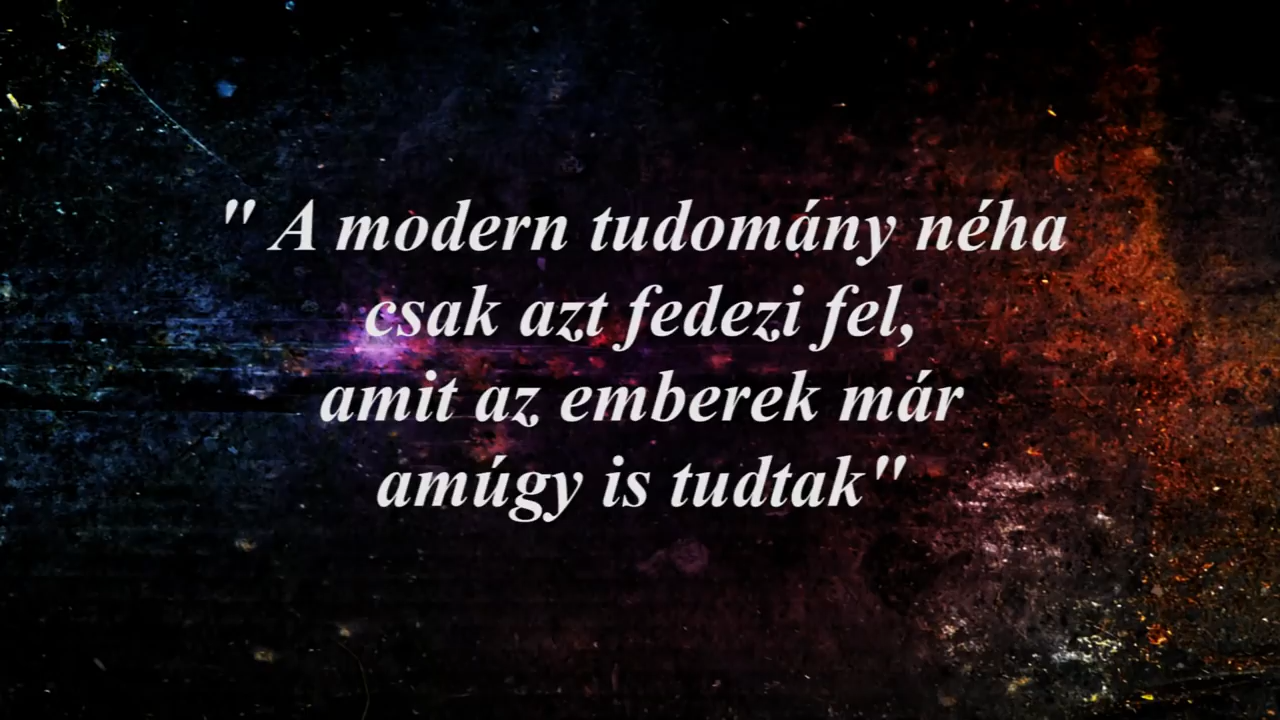 " A modern tudomány néha
csak azt fedezi fel,
amit az emberek már
amúgy is tudtak"